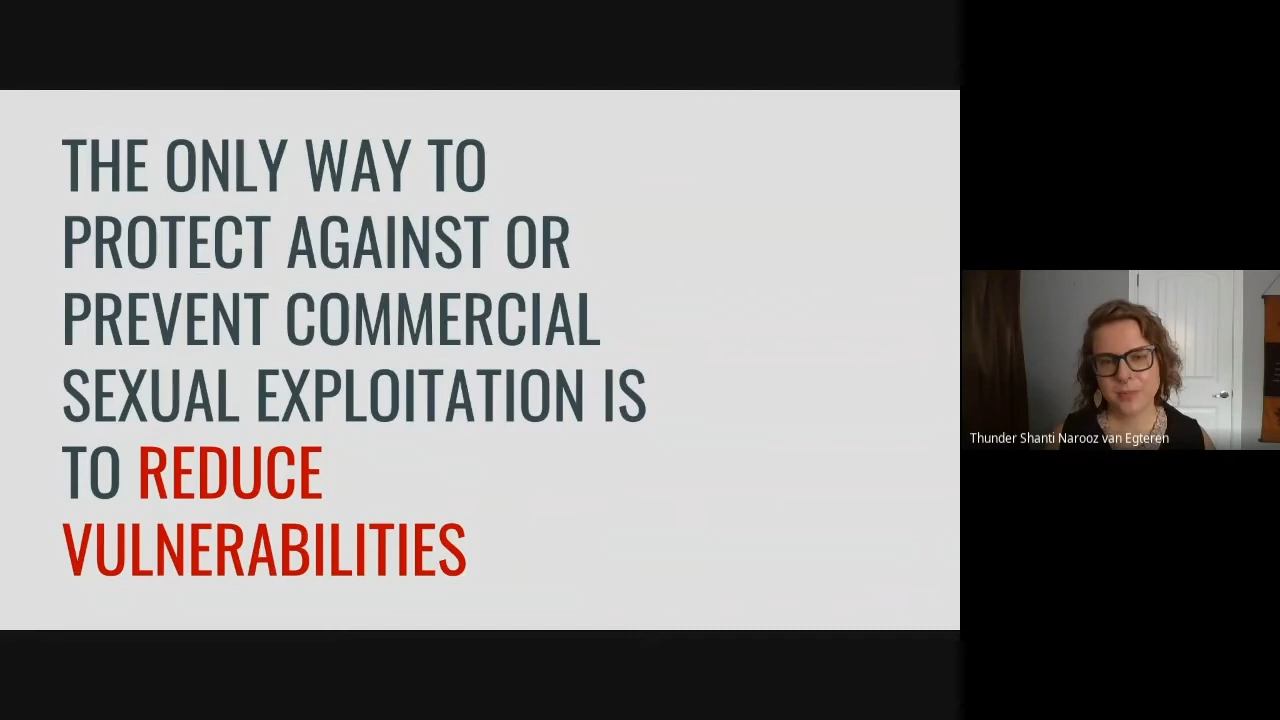 THE ONLY WAY TO
PROTECT AGAINST OR
PREVENT COMMERCIAL
SEXUAL EXPLOITATION IS
TO REDUCE
VULNERABILITIES
Thunder Shanti Narooz van Egteren